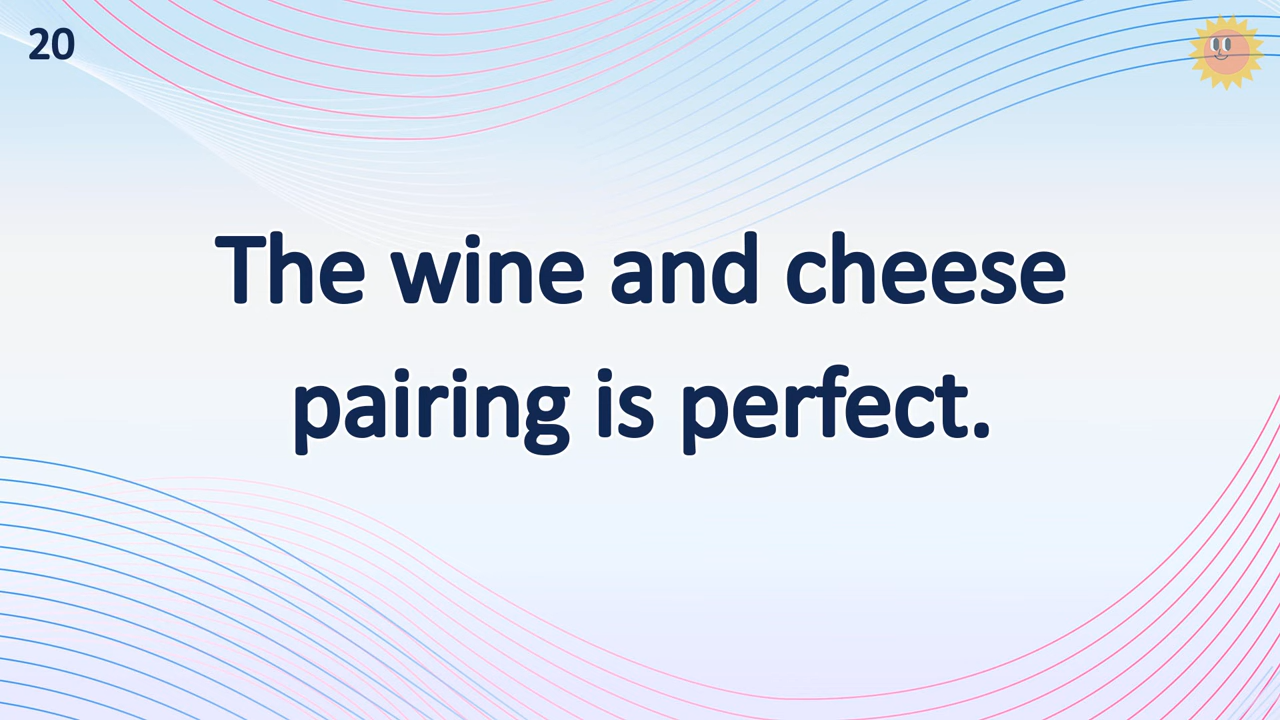 20
The wine and cheese
pairing is perfect.